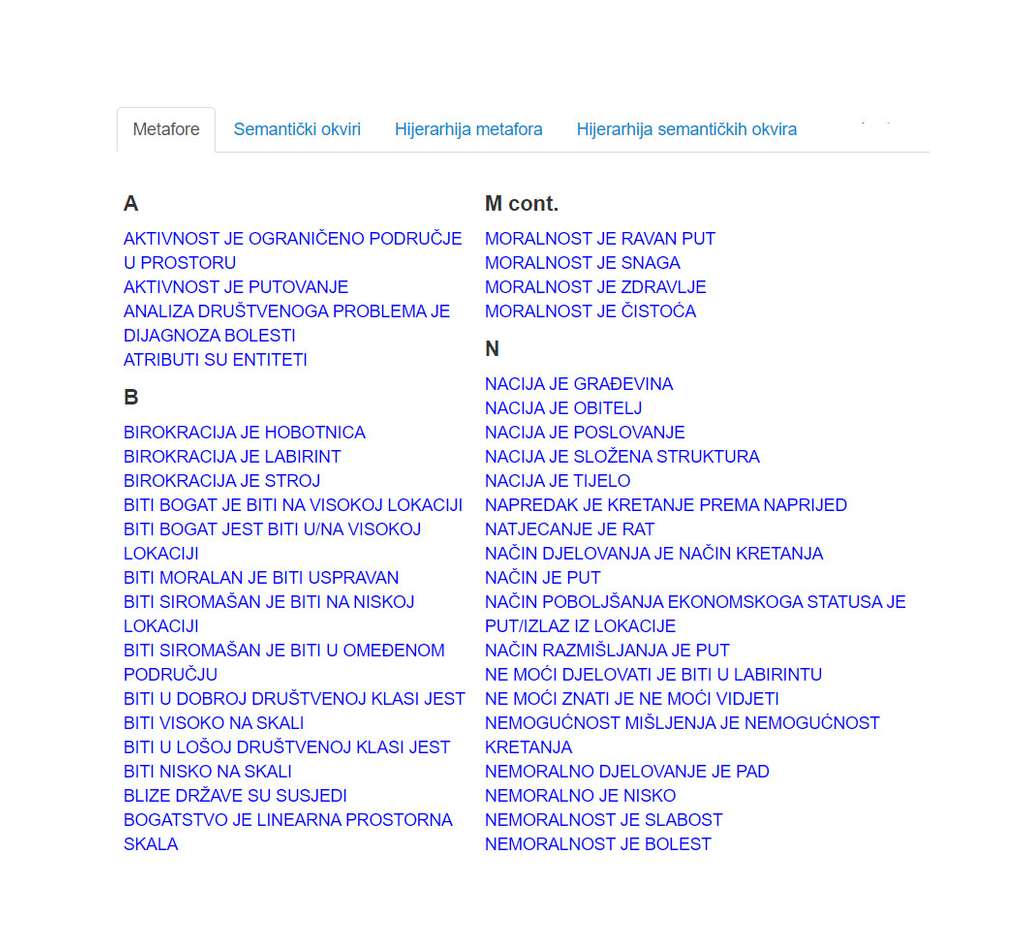 Metafore
Semantički okviri
Hijerarhija metafora
Hijerarhija semantičkih okvira
A
AKTIVNOST JE OGRANIČENO PODRUČJE
U PROSTORU
AKTIVNOST JE PUTOVANJE
ANALIZA DRUŠTVENOGA PROBLEMA JE
DIJAGNOZA BOLESTI
ATRIBUTI SU ENTITETI
B
BIROKRACIJA JE HOBOTNICA
BIROKRACIJA JE LABIRINT
BIROKRACIJA JE STROJ
BITI BOGAT JE BITI NA VISOKOJ LOKACIJI
BITI BOGAT JEST BITI U/NA VISOKOJ
LOKACIJI
BITI MORALAN JE BITI USPRAVAN
BITI SIROMAŠAN JE BITI NA NISKOJ
LOKACIJI
BITI SIROMAŠAN JE BITI U OMEĐENOM
PODRUČJU
BITI U DOBROJ DRUŠTVENOJ KLASI JEST
BITI VISOKO NA SKALI
BITI U LOŠOJ DRUŠTVENOJ KLASI JEST
BITI NISKO NA SKALI
BLIZE DRŽAVE SU SUSJEDI
BOGATSTVO JE LINEARNA PROSTORNA
SKALA
M cont.
MORALNOST JE RAVAN PUT
MORALNOST JE SNAGA
MORALNOST JE ZDRAVLJE
MORALNOST JE ČISTOĆA
N
NACIJA JE GRAĐEVINA
NACIJA JE OBITELJ
NACIJA JE POSLOVANJE
NACIJA JE SLOŽENA STRUKTURA
NACIJA JE TIJELO
NAPREDAK JE KRETANJE PREMA NAPRIJED
NATJECANJE JE RAT
NAČIN DJELOVANJA JE NAČIN KRETANJA
NAČIN JE PUT
NAČIN POBOLJŠANJA EKONOMSKOGA STATUSA JE
PUT/IZLAZ IZ LOKACIJE
NAČIN RAZMIŠLJANJA JE PUT
NE MOĆI DJELOVATI JE BITI U LABIRINTU
NE MOĆI ZNATI JE NE MOĆI VIDJETI
NEMOGUĆNOST MIŠLJENJA JE NEMOGUĆNOST
KRETANJA
NEMORALNO DJELOVANJE JE PAD
NEMORALNO JE NISKO
NEMORALNOST JE SLABOST
NEMORALNOST JE BOLEST